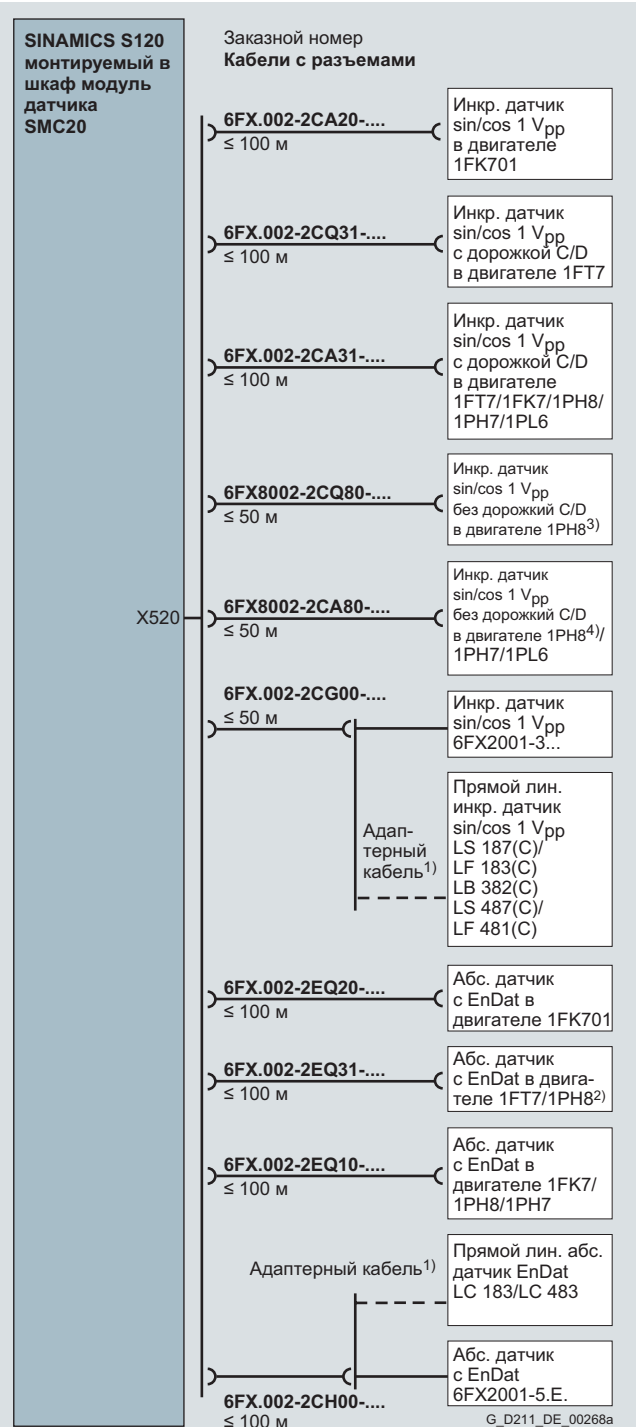 SINAMICS S120
монтируемый в
шкаф модуль
датчика
SMC20
Заказной номер
Кабели с разъемами
6FX.002-2CA20-....
≤ 100 м
Инкр. датчик
sin/cos 1 Vpp
в двигателе
1FK701
6FX.002-2CQ31-....
≤ 100 м
Инкр. датчик
sin/cos 1 Vpp
с дорожкой C/D
в двигателе 1FT7
6FX.002-2CA31-....
≤ 100 м
Инкр. датчик
sin/cos 1 Vpp
с дорожкой C/D
в двигателе
1FT7/1FK7/1PH8/
1PH7/1PL6
6FX8002-2CQ80-....
≤ 50 м
Инкр. датчик
sin/cos 1 Vpp
без дорожкий C/D
в двигателе 1PH83)
X520
6FX8002-2CA80-....
≤ 50 м
Инкр. датчик
sin/cos 1 Vpp
без дорожкий C/D
в двигателе 1PH84)/
1PH7/1PL6
6FX.002-2CG00-....
≤ 50 м
Инкр. датчик
sin/cos 1 Vpp
6FX2001-3...
Адап-
терный
кабель1)
Прямой лин.
инкр. датчик
sin/cos 1 Vpp
LS 187(C)/
LF 183(C)
LB 382(C)
LS 487(C)/
LF 481(C)
6FX.002-2EQ20-....
≤ 100 м
Абс. датчик
с EnDat в
двигателе 1FK701
6FX.002-2EQ31-....
≤ 100 м
Абс. датчик
с EnDat в двига-
теле 1FT7/1PH82)
6FX.002-2EQ10-....
≤ 100 м
Абс. датчик
с EnDat в
двигателе 1FK7/
1PH8/1PH7
Адаптерный кабель1)
Прямой лин. абс.
датчик EnDat
LC 183/LC 483
6FX.002-2CH00-....
≤ 100 м
Абс. датчик
с EnDat
6FX2001-5.E.
G_D211_DE_00268a